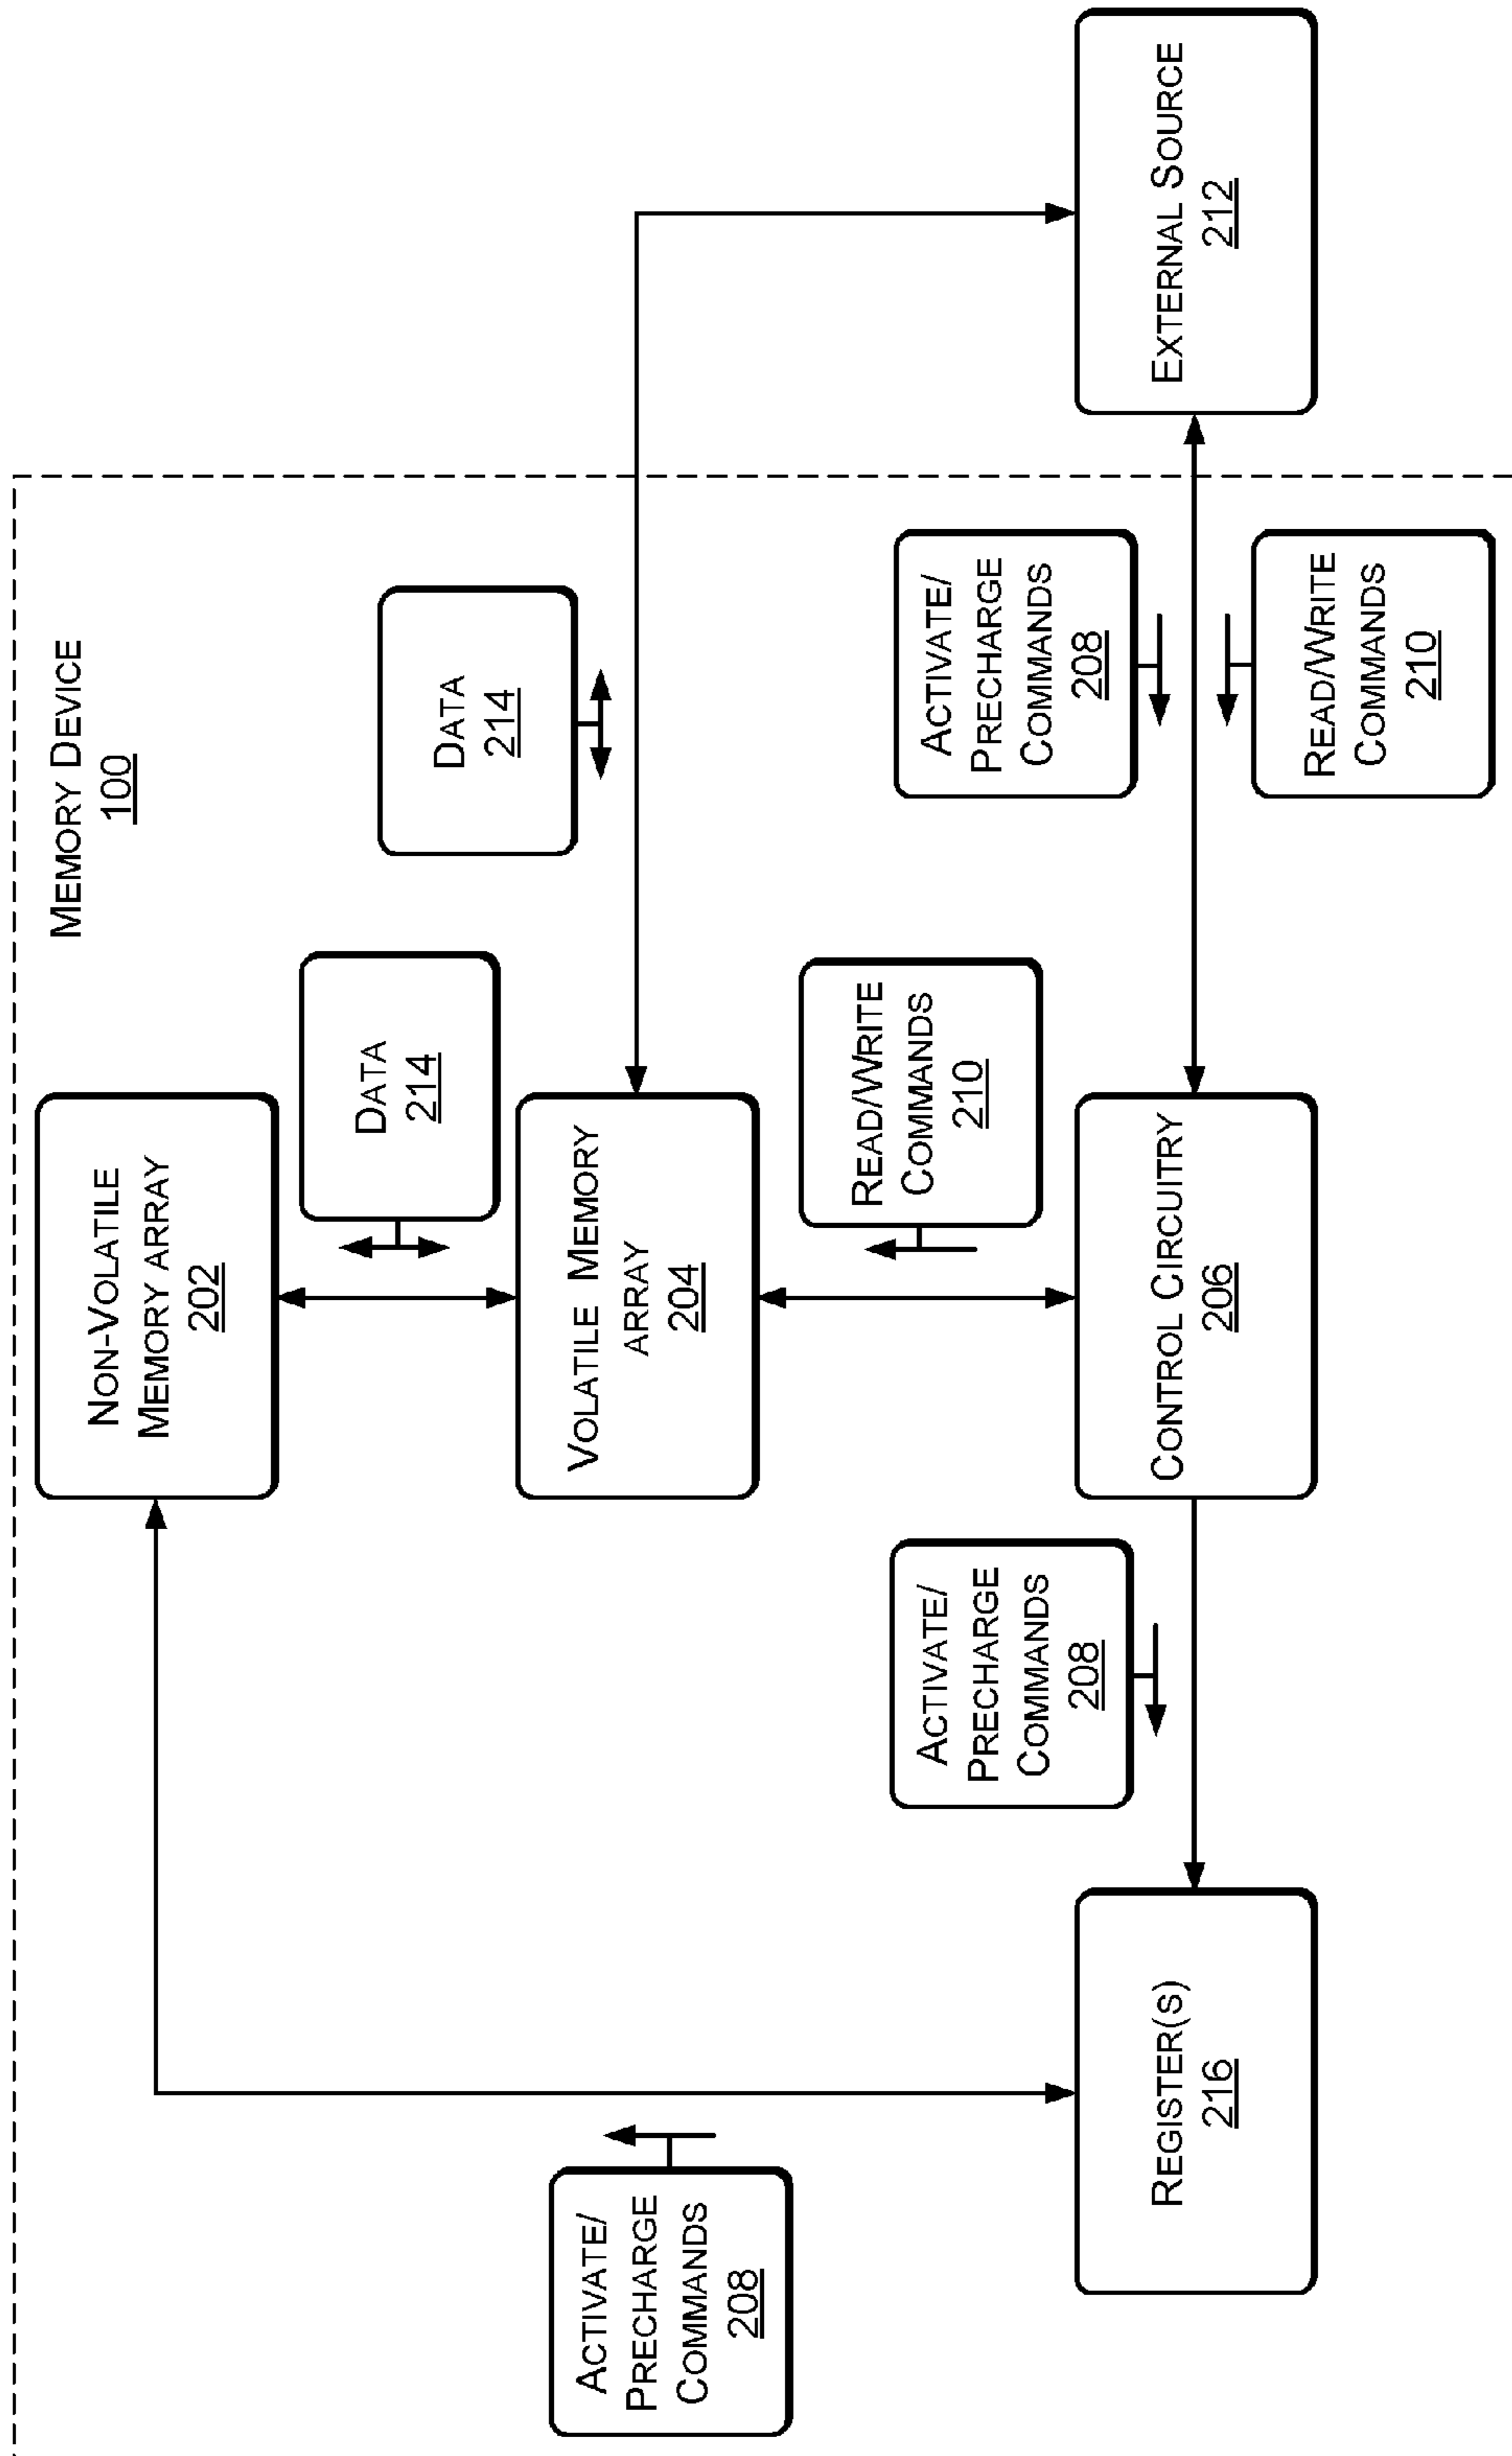 MEMORY DEVICE
100
NON-VOLATILE
MEMORY ARRAY
202
DATA
214
DATA
214
VOLATILE MEMORY
ARRAY
204
ACTIVATE/
PRECHARGE
COMMANDS
208
READ/WRITE
COMMANDS
210
ACTIVATE/
PRECHARGE
COMMANDS
208
ACTIVATE/
PRECHARGE
COMMANDS
208
REGISTER(S)
216
CONTROL CIRCUITRY
206
EXTERNAL SOURCE
212
READ/WRITE
COMMANDS
210